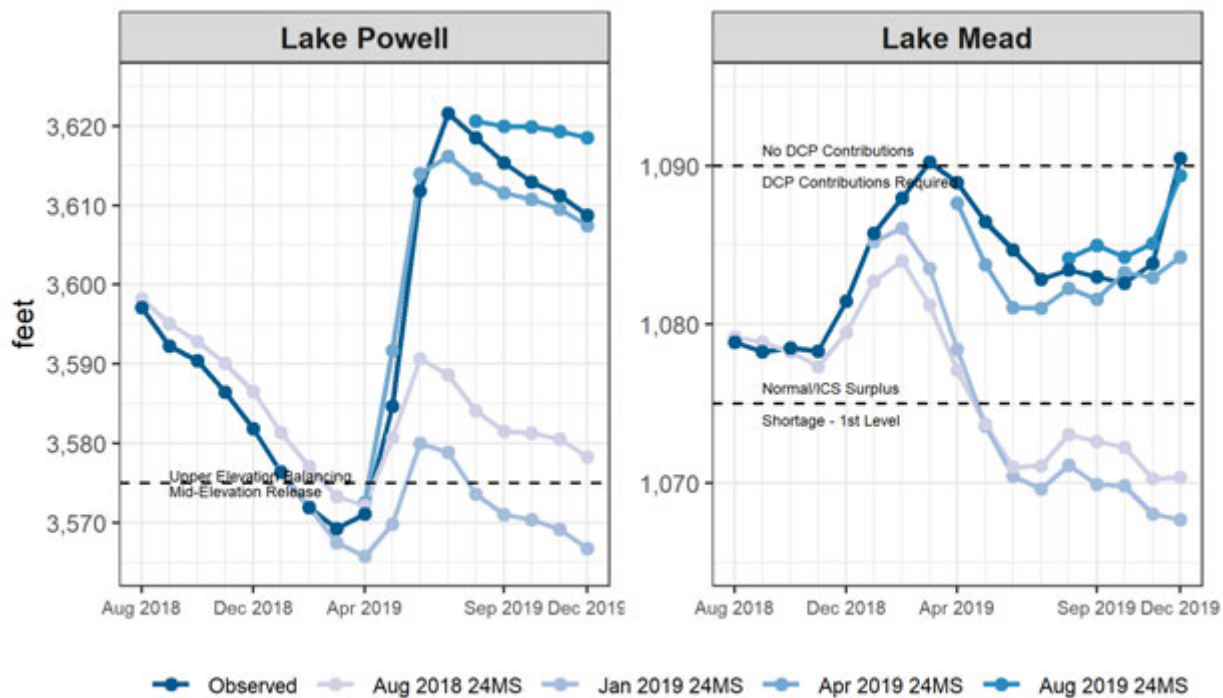 Lake Powell
Lake Mead
feet
3,620
3,610
3,600
3,590
3,580
3,570
Upper Elevation Balancing
Mid-Elevation Release
Aug 2018
Dec 2018
Apr 2019
Sep 2019
Dec 2019
1,090
1,080
1,070
No DCP Contributions
DCP Contributions Required
Normal/ICS Surplus
Shortage - 1st Level
Aug 2018
Dec 2018
Apr 2019
Sep 2019
Dec 2019
Observed
Aug 2018 24MS
Jan 2019 24MS
Apr 2019 24MS
Aug 2019 24MS